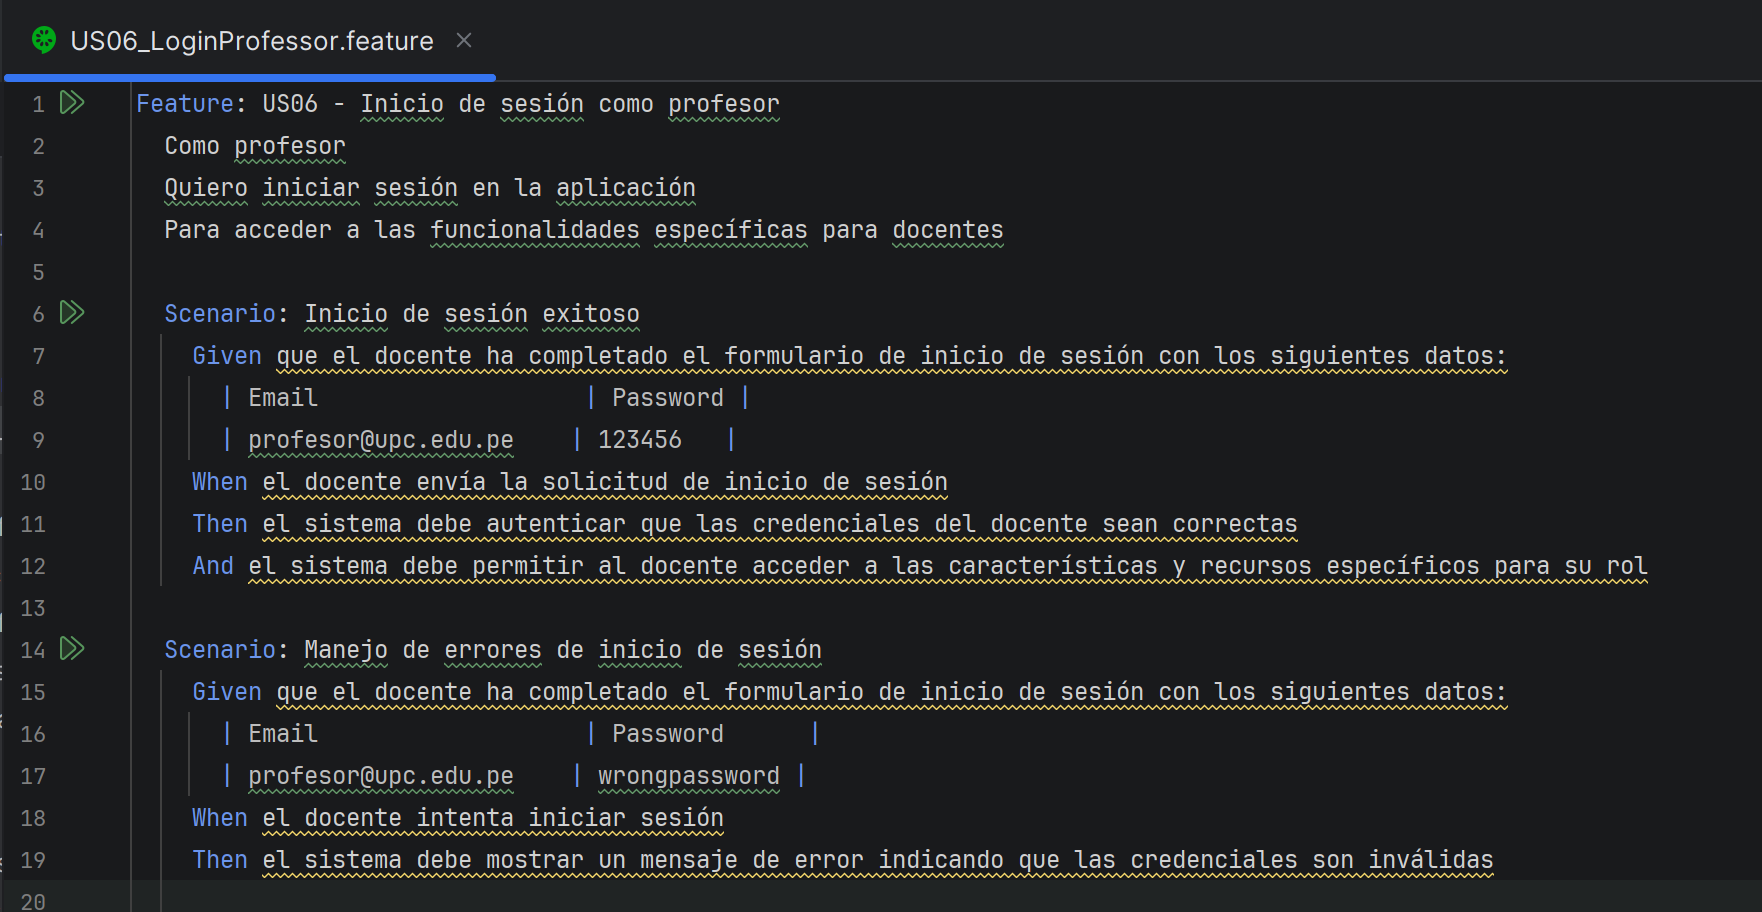 US06_LoginProfessor.feature
1 Feature: US06 - Inicio de sesión como profesor
2 Como profesor
3 Quiero iniciar sesión en la aplicación
4 Para acceder a las funcionalidades específicas para docentes
5
6 Scenario: Inicio de sesión exitoso
7 Given que el docente ha completado el formulario de inicio de sesión con los siguientes datos:
8 | Email | Password |
9 | profesor@upc.edu.pe | 123456 |
10 When el docente envía la solicitud de inicio de sesión
11 Then el sistema debe autenticar que las credenciales del docente sean correctas
12 And el sistema debe permitir al docente acceder a las características y recursos específicos para su rol
13
14 Scenario: Manejo de errores de inicio de sesión
15 Given que el docente ha completado el formulario de inicio de sesión con los siguientes datos:
16 | Email | Password |
17 | profesor@upc.edu.pe | wrongpassword |
18 When el docente intenta iniciar sesión
19 Then el sistema debe mostrar un mensaje de error indicando que las credenciales son inválidas
20